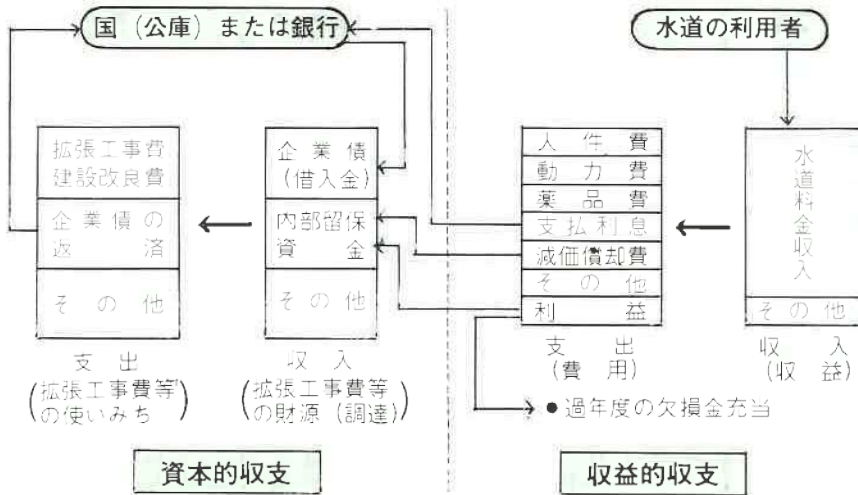 国（公庫）または銀行
水道の利用者
拡張工事費
建設改良費
企業債の
返済
その他
支出
（拡張工事費等
の使いみち）
企業債
（借入金）
内部留保
資金
その他
収入
（拡張工事費等
の財源（調達））
人件費
動力費
薬品費
支払利息
減価償却費
その他
利益
支出
（費用）
水道料金収入
その他
収入
（収益）
●過年度の欠損金充当
資本的収支
収益的収支